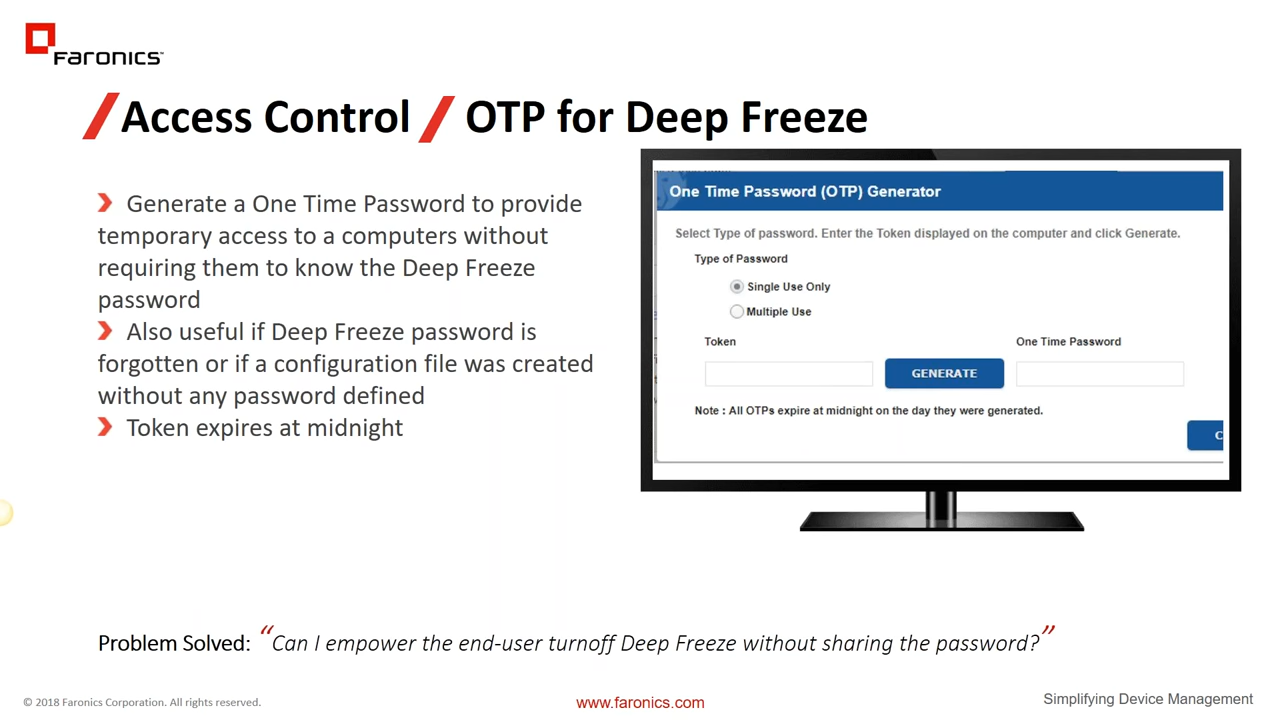 FARONICS™
Access Control / OTP for Deep Freeze
Generate a One Time Password to provide
temporary access to a computers without
requiring them to know the Deep Freeze
password
Also useful if Deep Freeze password is
forgotten or if a configuration file was created
without any password defined
Token expires at midnight
One Time Password (OTP) Generator
Select Type of password. Enter the Token displayed on the computer and click Generate.
Type of Password
Single Use Only
Multiple Use
Token
One Time Password
GENERATE
Note : All OTPs expire at midnight on the day they were generated.
Problem Solved: “Can I empower the end-user turnoff Deep Freeze without sharing the password?”
© 2018 Faronics Corporation. All rights reserved.
www.faronics.com
Simplifying Device Management